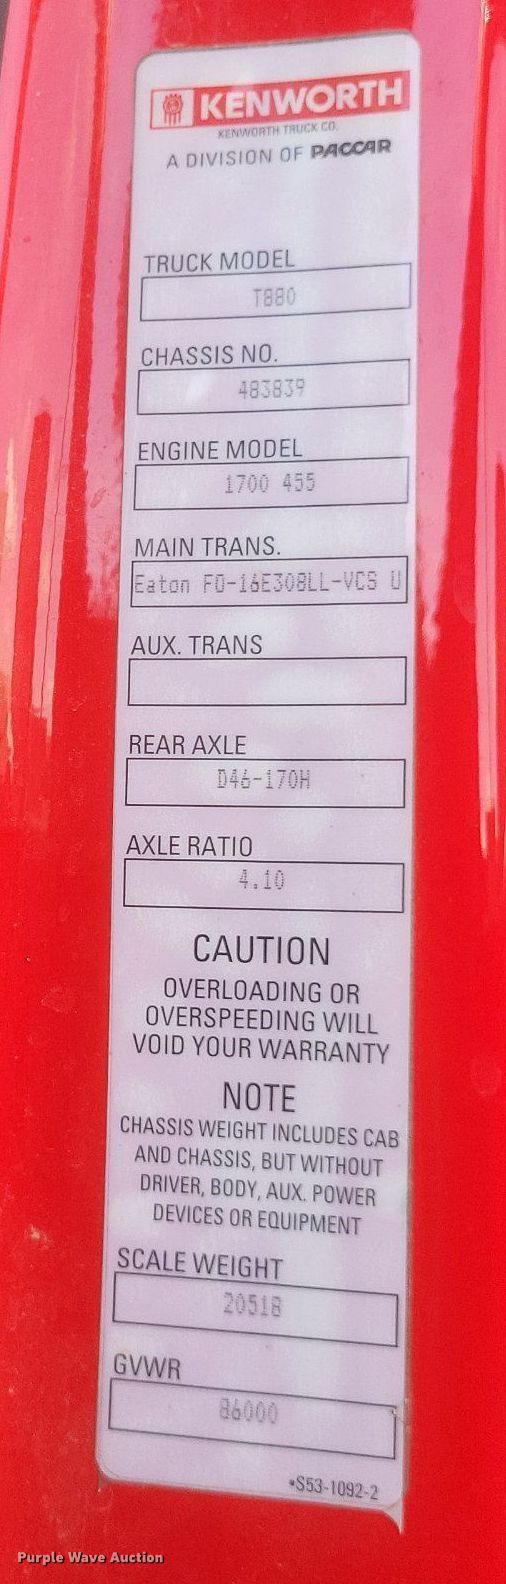 KENWORTH
KENWORTH TRUCK CO.
A DIVISION OF PACCAR
TRUCK MODEL
T880
CHASSIS NO.
483839
ENGINE MODEL
1700 455
MAIN TRANS.
Eaton FO-16E308LL-VCS U
AUX. TRANS
REAR AXLE
D46-170H
AXLE RATIO
4.10
CAUTION
OVERLOADING OR
OVERSPEEDING WILL
VOID YOUR WARRANTY
NOTE
CHASSIS WEIGHT INCLUDES CAB
AND CHASSIS, BUT WITHOUT
DRIVER, BODY, AUX. POWER
DEVICES OR EQUIPMENT
SCALE WEIGHT
20518
GVWR
86000
*S53-1092-2
Purple Wave Auction